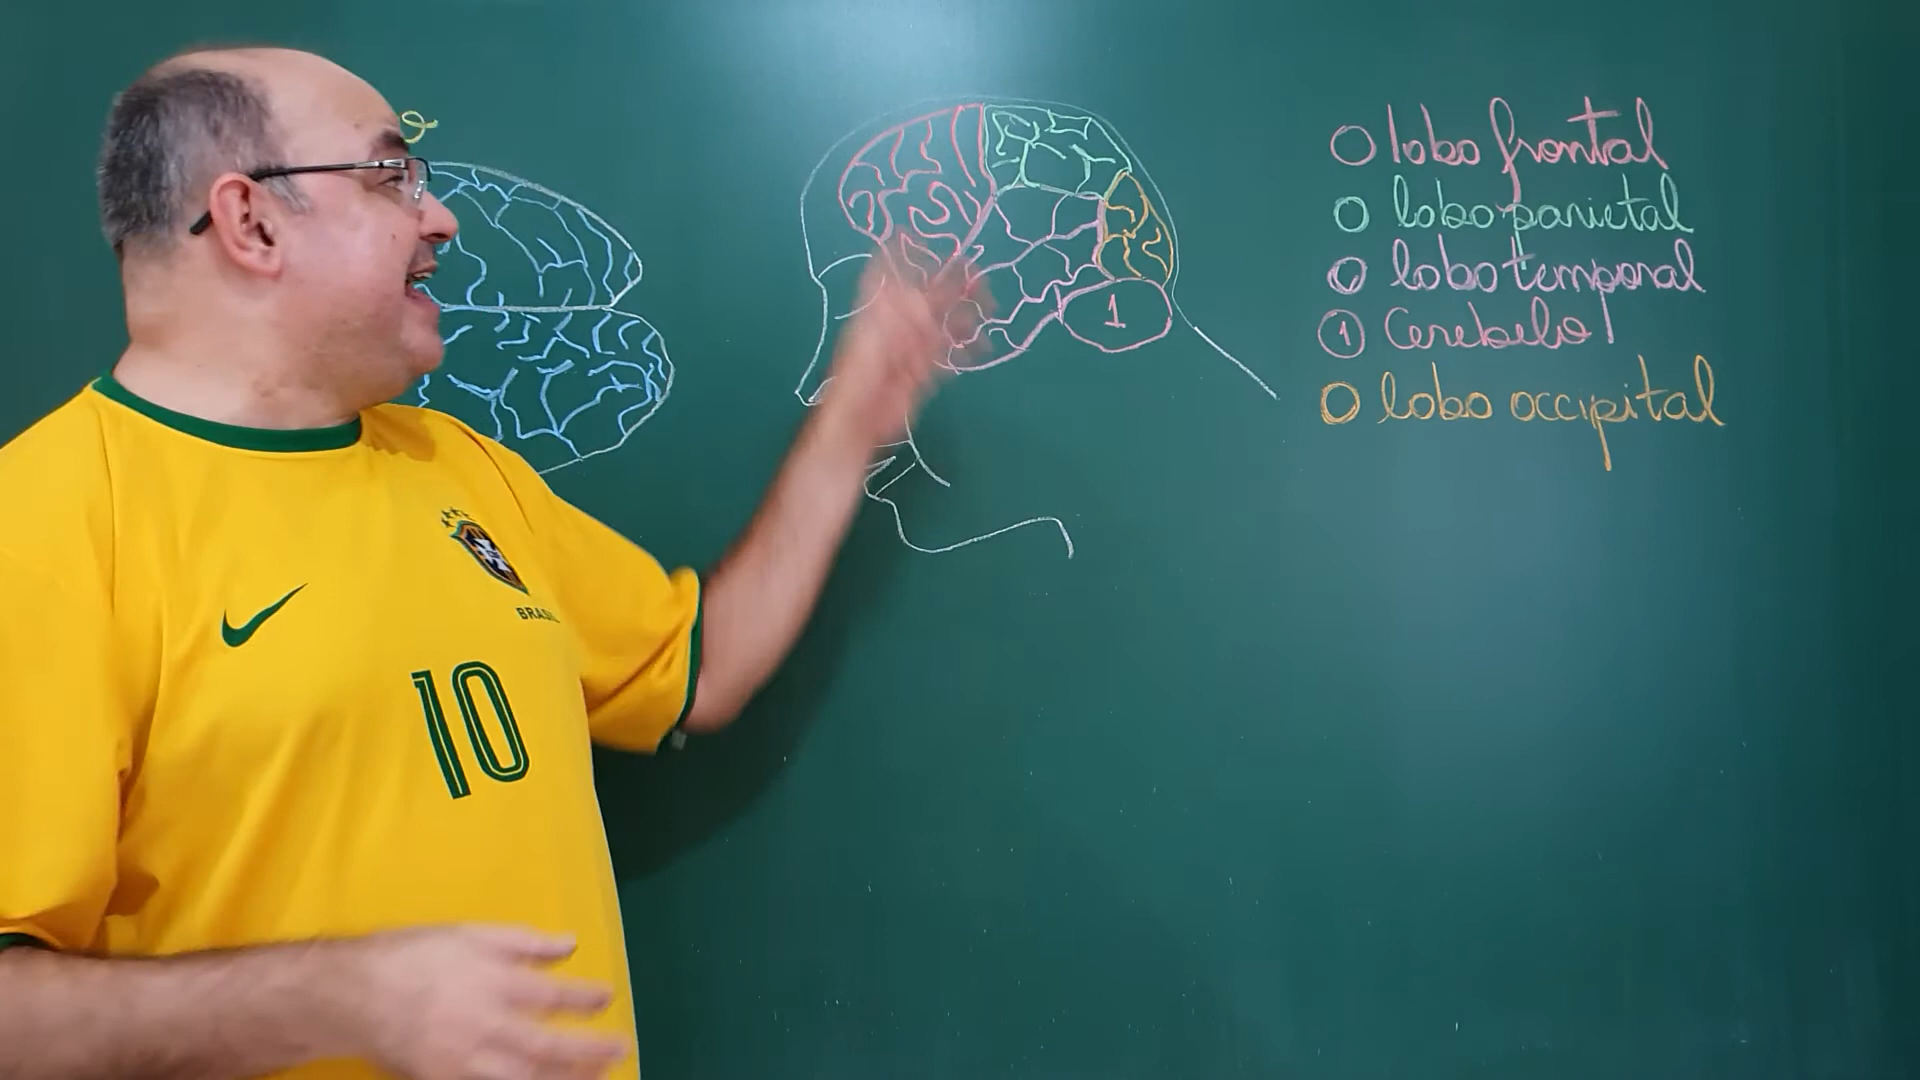 1
lobo frontal
lobo parietal
lobo temporal
1 Cerebelo
lobo occipital
BRASIL
10